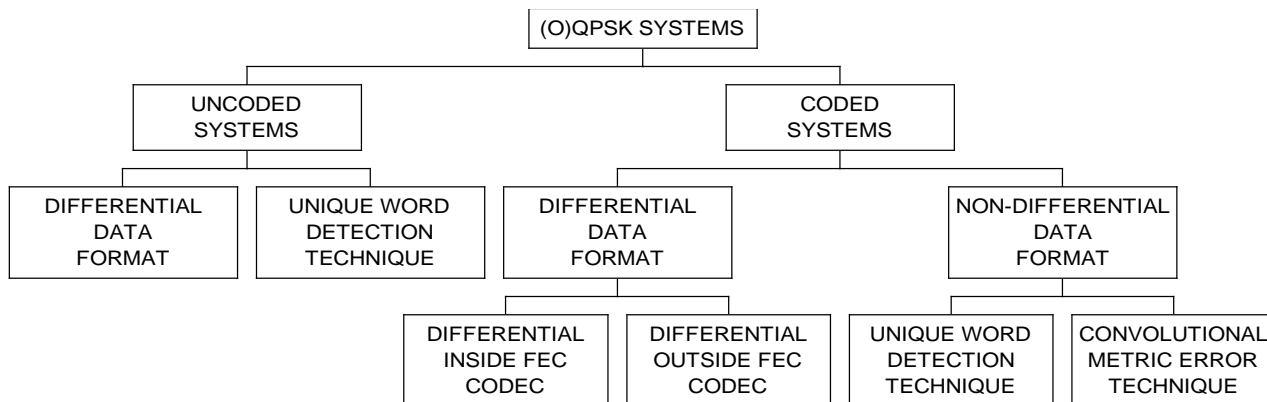 (O)QPSK SYSTEMS
UNCODED
SYSTEMS
CODED
SYSTEMS
DIFFERENTIAL
DATA
FORMAT
UNIQUE WORD
DETECTION
TECHNIQUE
DIFFERENTIAL
DATA
FORMAT
NON-DIFFERENTIAL
DATA
FORMAT
DIFFERENTIAL
INSIDE FEC
CODEC
DIFFERENTIAL
OUTSIDE FEC
CODEC
UNIQUE WORD
DETECTION
TECHNIQUE
CONVOLUTIONAL
METRIC ERROR
TECHNIQUE